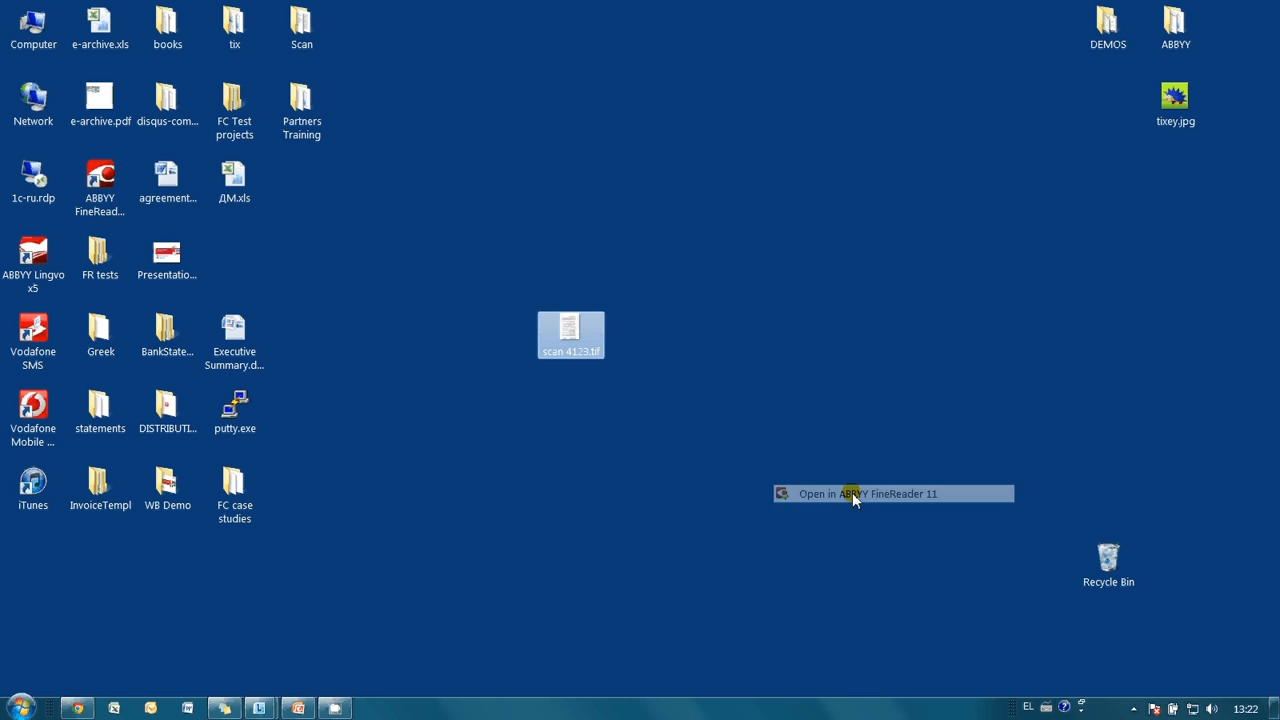 Computer
e-archive.xls
books
tix
Scan
DEMOS
ABBYY
Network
e-archive.pdf
disqus-com...
FC Test
projects
Partners
Training
tixey.jpg
1c-ru.rdp
ABBYY
FineRead...
agreement...
ДМ.xls
ABBYY Lingvo
x5
FR tests
Presentatio...
Vodafone
SMS
Greek
BankState...
Executive
Summary.d...
scan 4123.tif
Vodafone
Mobile ...
statements
DISTRIBUTI...
putty.exe
iTunes
InvoiceTempl
WB Demo
FC case
studies
Open in ABBYY FineReader 11
Recycle Bin
EL
13:22